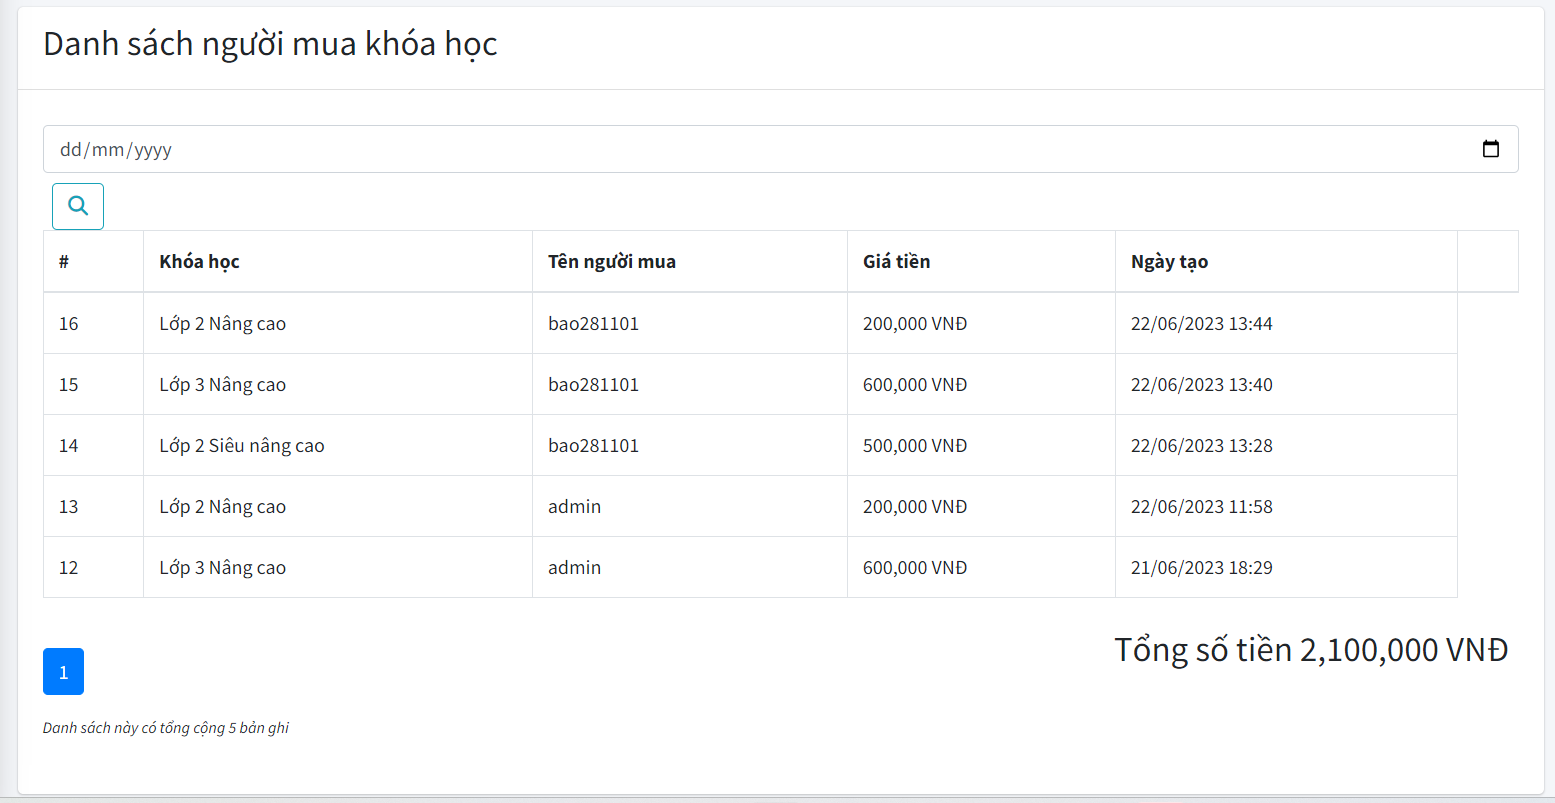 Danh sách người mua khóa học
dd/mm/yyyy
# Khóa học Tên người mua Giá tiền Ngày tạo
16 Lớp 2 Nâng cao bao281101 200,000 VNĐ 22/06/2023 13:44
15 Lớp 3 Nâng cao bao281101 600,000 VNĐ 22/06/2023 13:40
14 Lớp 2 Siêu nâng cao bao281101 500,000 VNĐ 22/06/2023 13:28
13 Lớp 2 Nâng cao admin 200,000 VNĐ 22/06/2023 11:58
12 Lớp 3 Nâng cao admin 600,000 VNĐ 21/06/2023 18:29
Tổng số tiền 2,100,000 VNĐ
1
Danh sách này có tổng cộng 5 bản ghi